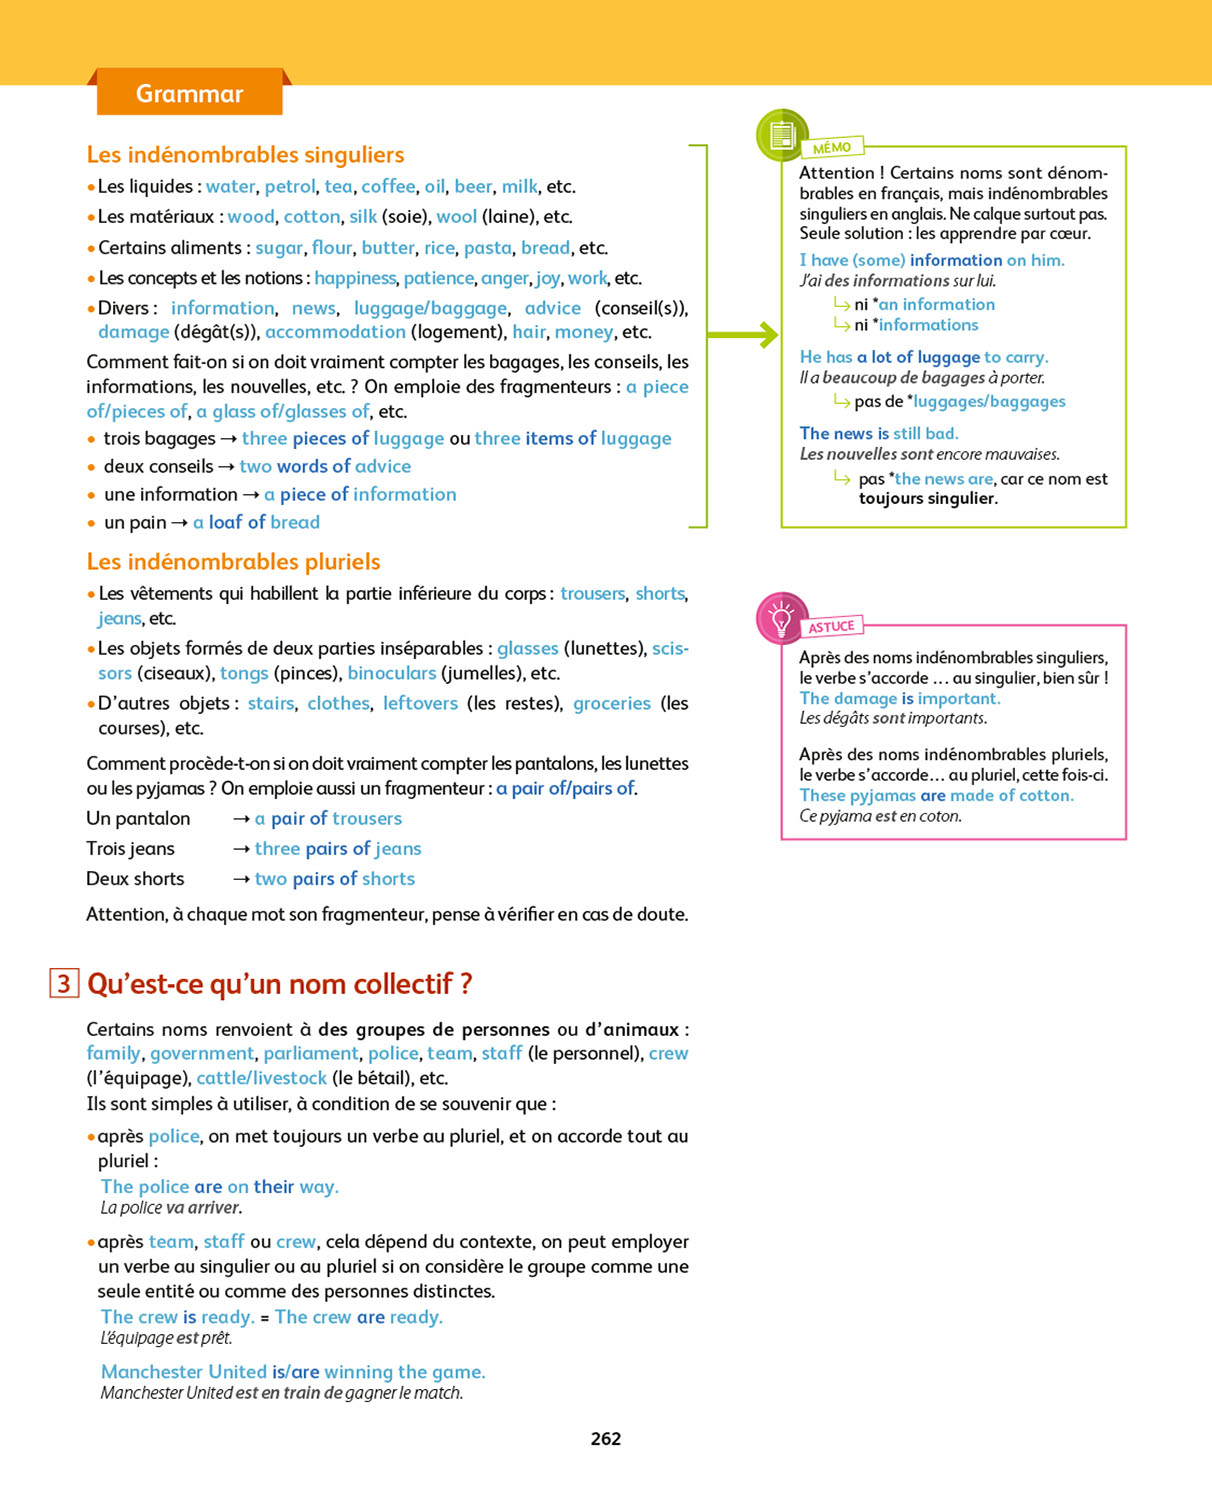 Grammar
Les indénombrables singuliers
• Les liquides : water, petrol, tea, coffee, oil, beer, milk, etc.
• Les matériaux : wood, cotton, silk (soie), wool (laine), etc.
• Certains aliments : sugar, flour, butter, rice, pasta, bread, etc.
• Les concepts et les notions : happiness, patience, anger, joy, work, etc.
• Divers : information, news, luggage/baggage, advice (conseil(s)),
damage (dégât(s)), accommodation (logement), hair, money, etc.
Comment fait-on si on doit vraiment compter les bagages, les conseils, les
informations, les nouvelles, etc. ? On emploie des fragmenteurs : a piece
of/pieces of, a glass of/glasses of, etc.
• trois bagages → three pieces of luggage ou three items of luggage
• deux conseils → two words of advice
• une information → a piece of information
• un pain → a loaf of bread
MÉMO
Attention ! Certains noms sont dénom-
brables en français, mais indénombrables
singuliers en anglais. Ne calque surtout pas.
Seule solution : les apprendre par cœur.
I have (some) information on him.
J'ai des informations sur lui.
↳ ni *an information
↳ ni *informations
He has a lot of luggage to carry.
Il a beaucoup de bagages à porter.
↳ pas de *luggages/baggages
The news is still bad.
Les nouvelles sont encore mauvaises.
↳ pas *the news are, car ce nom est
toujours singulier.
Les indénombrables pluriels
• Les vêtements qui habillent la partie inférieure du corps : trousers, shorts,
jeans, etc.
• Les objets formés de deux parties inséparables : glasses (lunettes), scis-
sors (ciseaux), tongs (pinces), binoculars (jumelles), etc.
• D'autres objets : stairs, clothes, leftovers (les restes), groceries (les
courses), etc.
Comment procède-t-on si on doit vraiment compter les pantalons, les lunettes
ou les pyjamas ? On emploie aussi un fragmenteur : a pair of/pairs of.
Un pantalon → a pair of trousers
Trois jeans → three pairs of jeans
Deux shorts → two pairs of shorts
Attention, à chaque mot son fragmenteur, pense à vérifier en cas de doute.
ASTUCE
Après des noms indénombrables singuliers,
le verbe s'accorde ... au singulier, bien sûr !
The damage is important.
Les dégâts sont importants.
Après des noms indénombrables pluriels,
le verbe s'accorde... au pluriel, cette fois-ci.
These pyjamas are made of cotton.
Ce pyjama est en coton.
3 Qu'est-ce qu'un nom collectif ?
Certains noms renvoient à des groupes de personnes ou d'animaux :
family, government, parliament, police, team, staff (le personnel), crew
(l'équipage), cattle/livestock (le bétail), etc.
Ils sont simples à utiliser, à condition de se souvenir que :
• après police, on met toujours un verbe au pluriel, et on accorde tout au
pluriel :
The police are on their way.
La police va arriver.
• après team, staff ou crew, cela dépend du contexte, on peut employer
un verbe au singulier ou au pluriel si on considère le groupe comme une
seule entité ou comme des personnes distinctes.
The crew is ready. = The crew are ready.
L'équipage est prêt.
Manchester United is/are winning the game.
Manchester United est en train de gagner le match.
262